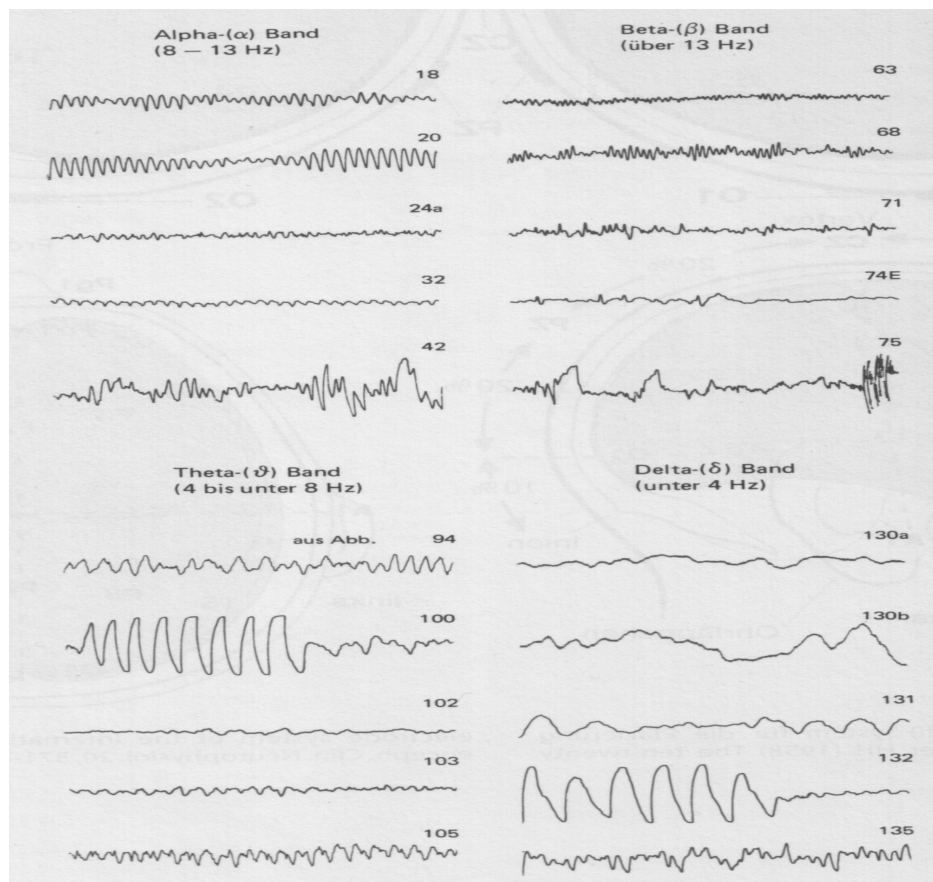 Alpha-(α) Band
(8 — 13 Hz)
18
20
24a
32
42
Beta-(β) Band
(über 13 Hz)
63
68
71
74E
75
Theta-(ϑ) Band
(4 bis unter 8 Hz)
aus Abb. 94
100
102
103
105
Delta-(δ) Band
(unter 4 Hz)
130a
130b
131
132
135